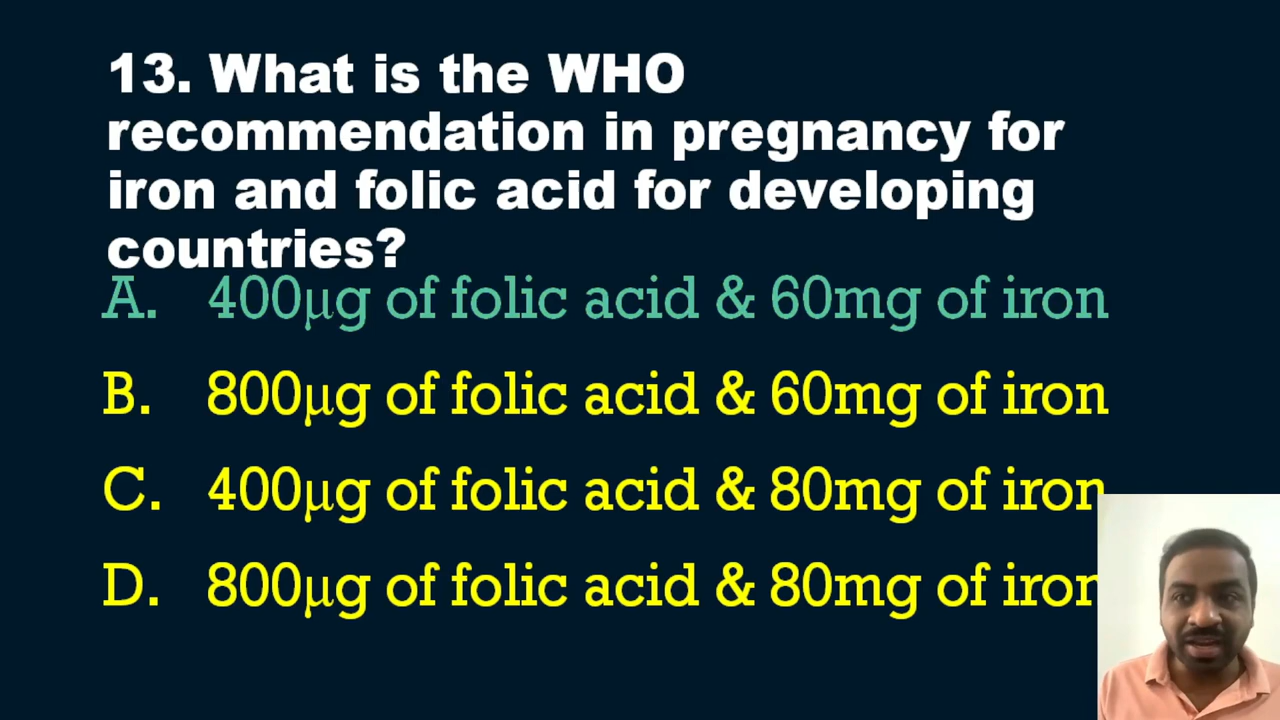 13. What is the WHO
recommendation in pregnancy for
iron and folic acid for developing
countries?
A. 400µg of folic acid & 60mg of iron
B. 800µg of folic acid & 60mg of iron
C. 400µg of folic acid & 80mg of iron
D. 800µg of folic acid & 80mg of iron